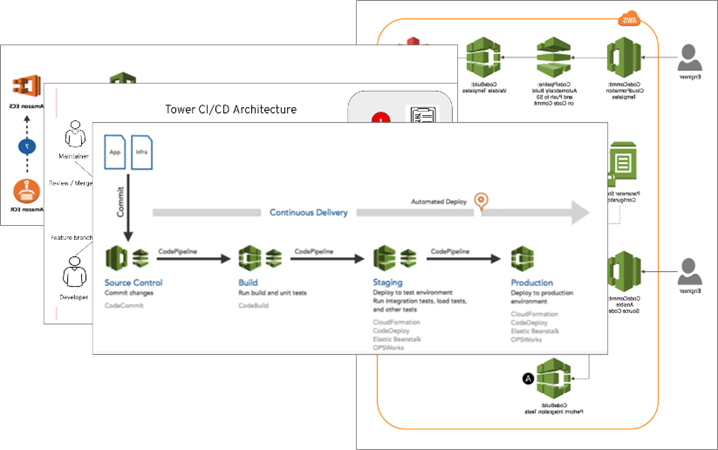 AWS
Engineer
CodeCommit:
CloudFormation
Templates
CodePipeline:
Automatically Build
and Push to S3
on Code Commit
CodeBuild:
Validate Templates
Amazon ECS
7
Amazon ECR
Tower CI/CD Architecture
1
Maintainer
Review / Merge
Feature branch
Developer
App
Infra
Commit
Continuous Delivery
Automated Deploy
CodePipeline
CodePipeline
CodePipeline
Source Control
Commit changes
CodeCommit
Build
Run build and unit tests
CodeBuild
Staging
Deploy to test environment
Run integration tests, load tests,
and other tests
CloudFormation
CodeDeploy
Elastic Beanstalk
OPSWorks
Production
Deploy to production
environment
CloudFormation
CodeDeploy
Elastic Beanstalk
OPSWorks
Parameter
Engineer
CodeCommit:
Ansible
Source Code
A
CodeBuild:
Perform Integration Tests